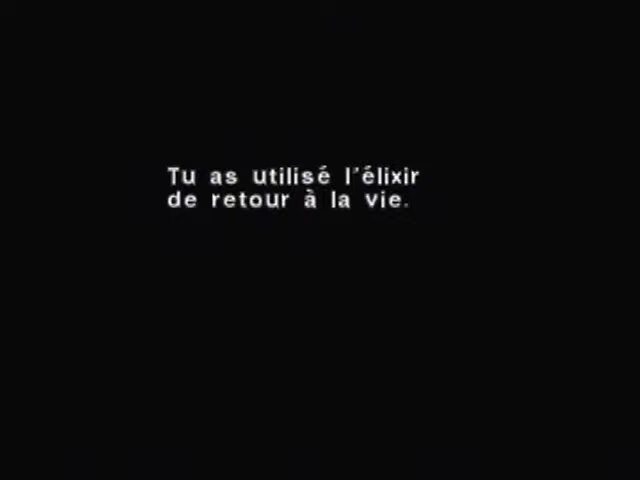 Tu as utilisé l'élixir
de retour à la vie.